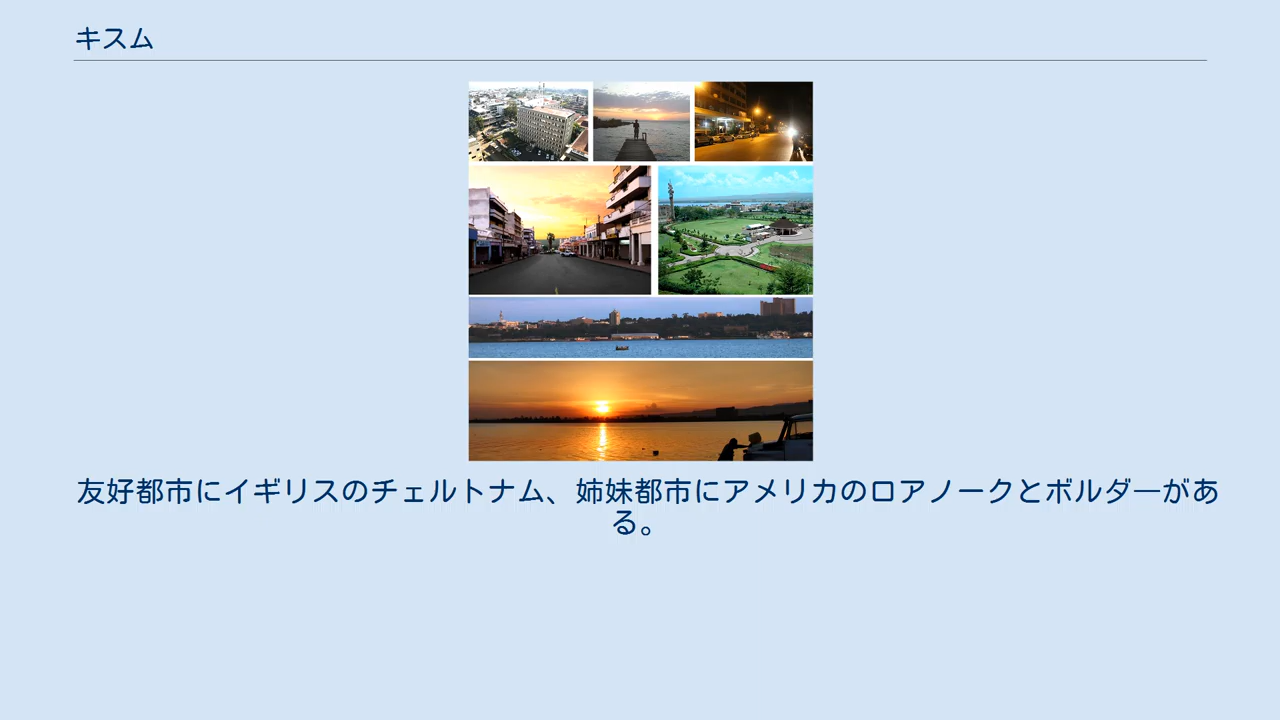 キスム
友好都市にイギリスのチェルトナム、姉妹都市にアメリカのロアノークとボルダーがあ
る。